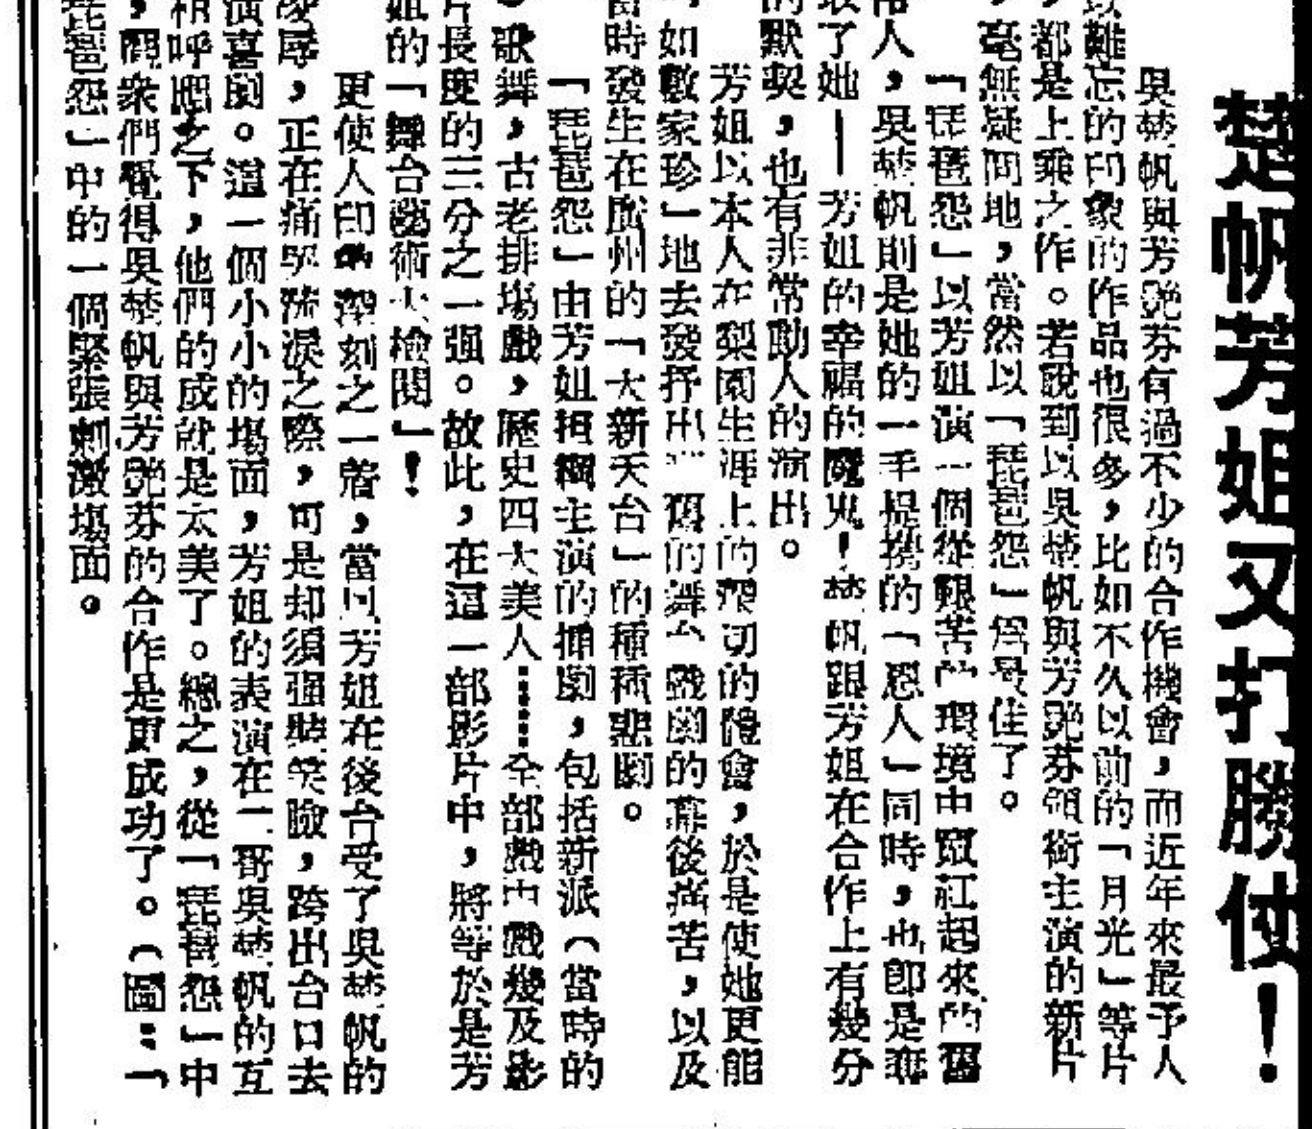 楚帆芳姐又打勝仗！
吳楚帆與芳艷芬有過不少的合作機會，而近年來最予人
以難忘的印象的作品也很多，比如不久以前的「月光」等片
，都是上乘之作。若說到以吳楚帆與芳艷芬領銜主演的新片
，毫無疑問地，當然以「琵琶怨」為最佳了。
「琵琶怨」以芳姐演一個從艱苦的環境中竄紅起來的
人，吳楚帆則是她的一手提攜的「恩人」同時，也即是
了她——芳姐的幸福的魔鬼！楚帆跟芳姐在合作上有幾分
的默契，也有非常動人的演出。
芳姐以本人在梨園生涯上的深切的體會，於是使她更能
如數家珍」地去發抒出舊的舞台戲劇的幕後痛苦，以及
當時發生在廣州的「大新天台」的種種悲劇。
「琵琶怨」由芳姐担綱主演的插劇，包括新派（當時的
歌舞，古老排塲戲，歷史四大美人……全部戲中戲幾及影
片長度的三分之一强。故此，在這一部影片中，將等於是芳
姐的「舞台藝術大檢閱」！
更使人印象深刻之一着，當以芳姐在後台受了吳楚帆的
辱，正在痛哭流淚之際，可是却須强裝笑臉，跨出台口去
演喜劇。這一個小小的塲面，芳姐的表演在二哥吳楚帆的互
相呼應之下，他們的成就是太美了。總之，從「琵琶怨」中
，觀衆們覺得吳楚帆與芳艷芬的合作是更成功了。（圖：「
琵琶怨」中的一個緊張刺激塲面。